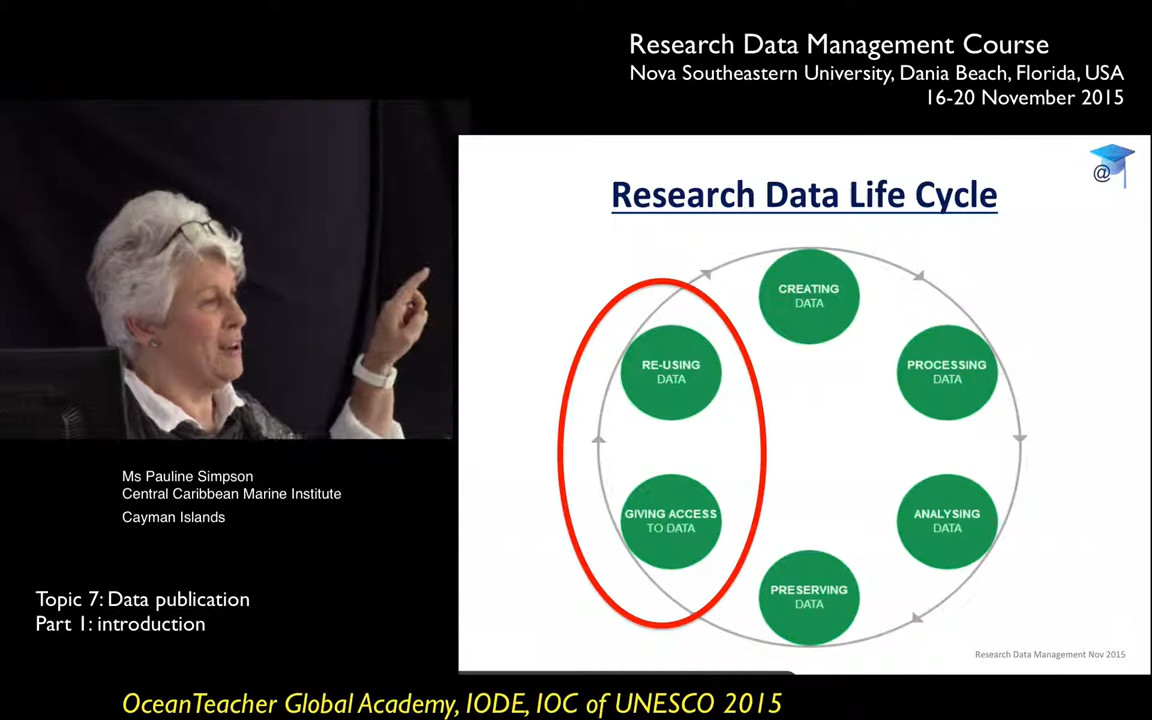 Research Data Management Course
Nova Southeastern University, Dania Beach, Florida, USA
16-20 November 2015
@
Research Data Life Cycle
CREATING
DATA
PROCESSING
DATA
ANALYSING
DATA
PRESERVING
DATA
GIVING ACCESS
TO DATA
RE-USING
DATA
Research Data Management Nov 2015
Ms Pauline Simpson
Central Caribbean Marine Institute
Cayman Islands
Topic 7: Data publication
Part 1: introduction
OceanTeacher Global Academy, IODE, IOC of UNESCO 2015